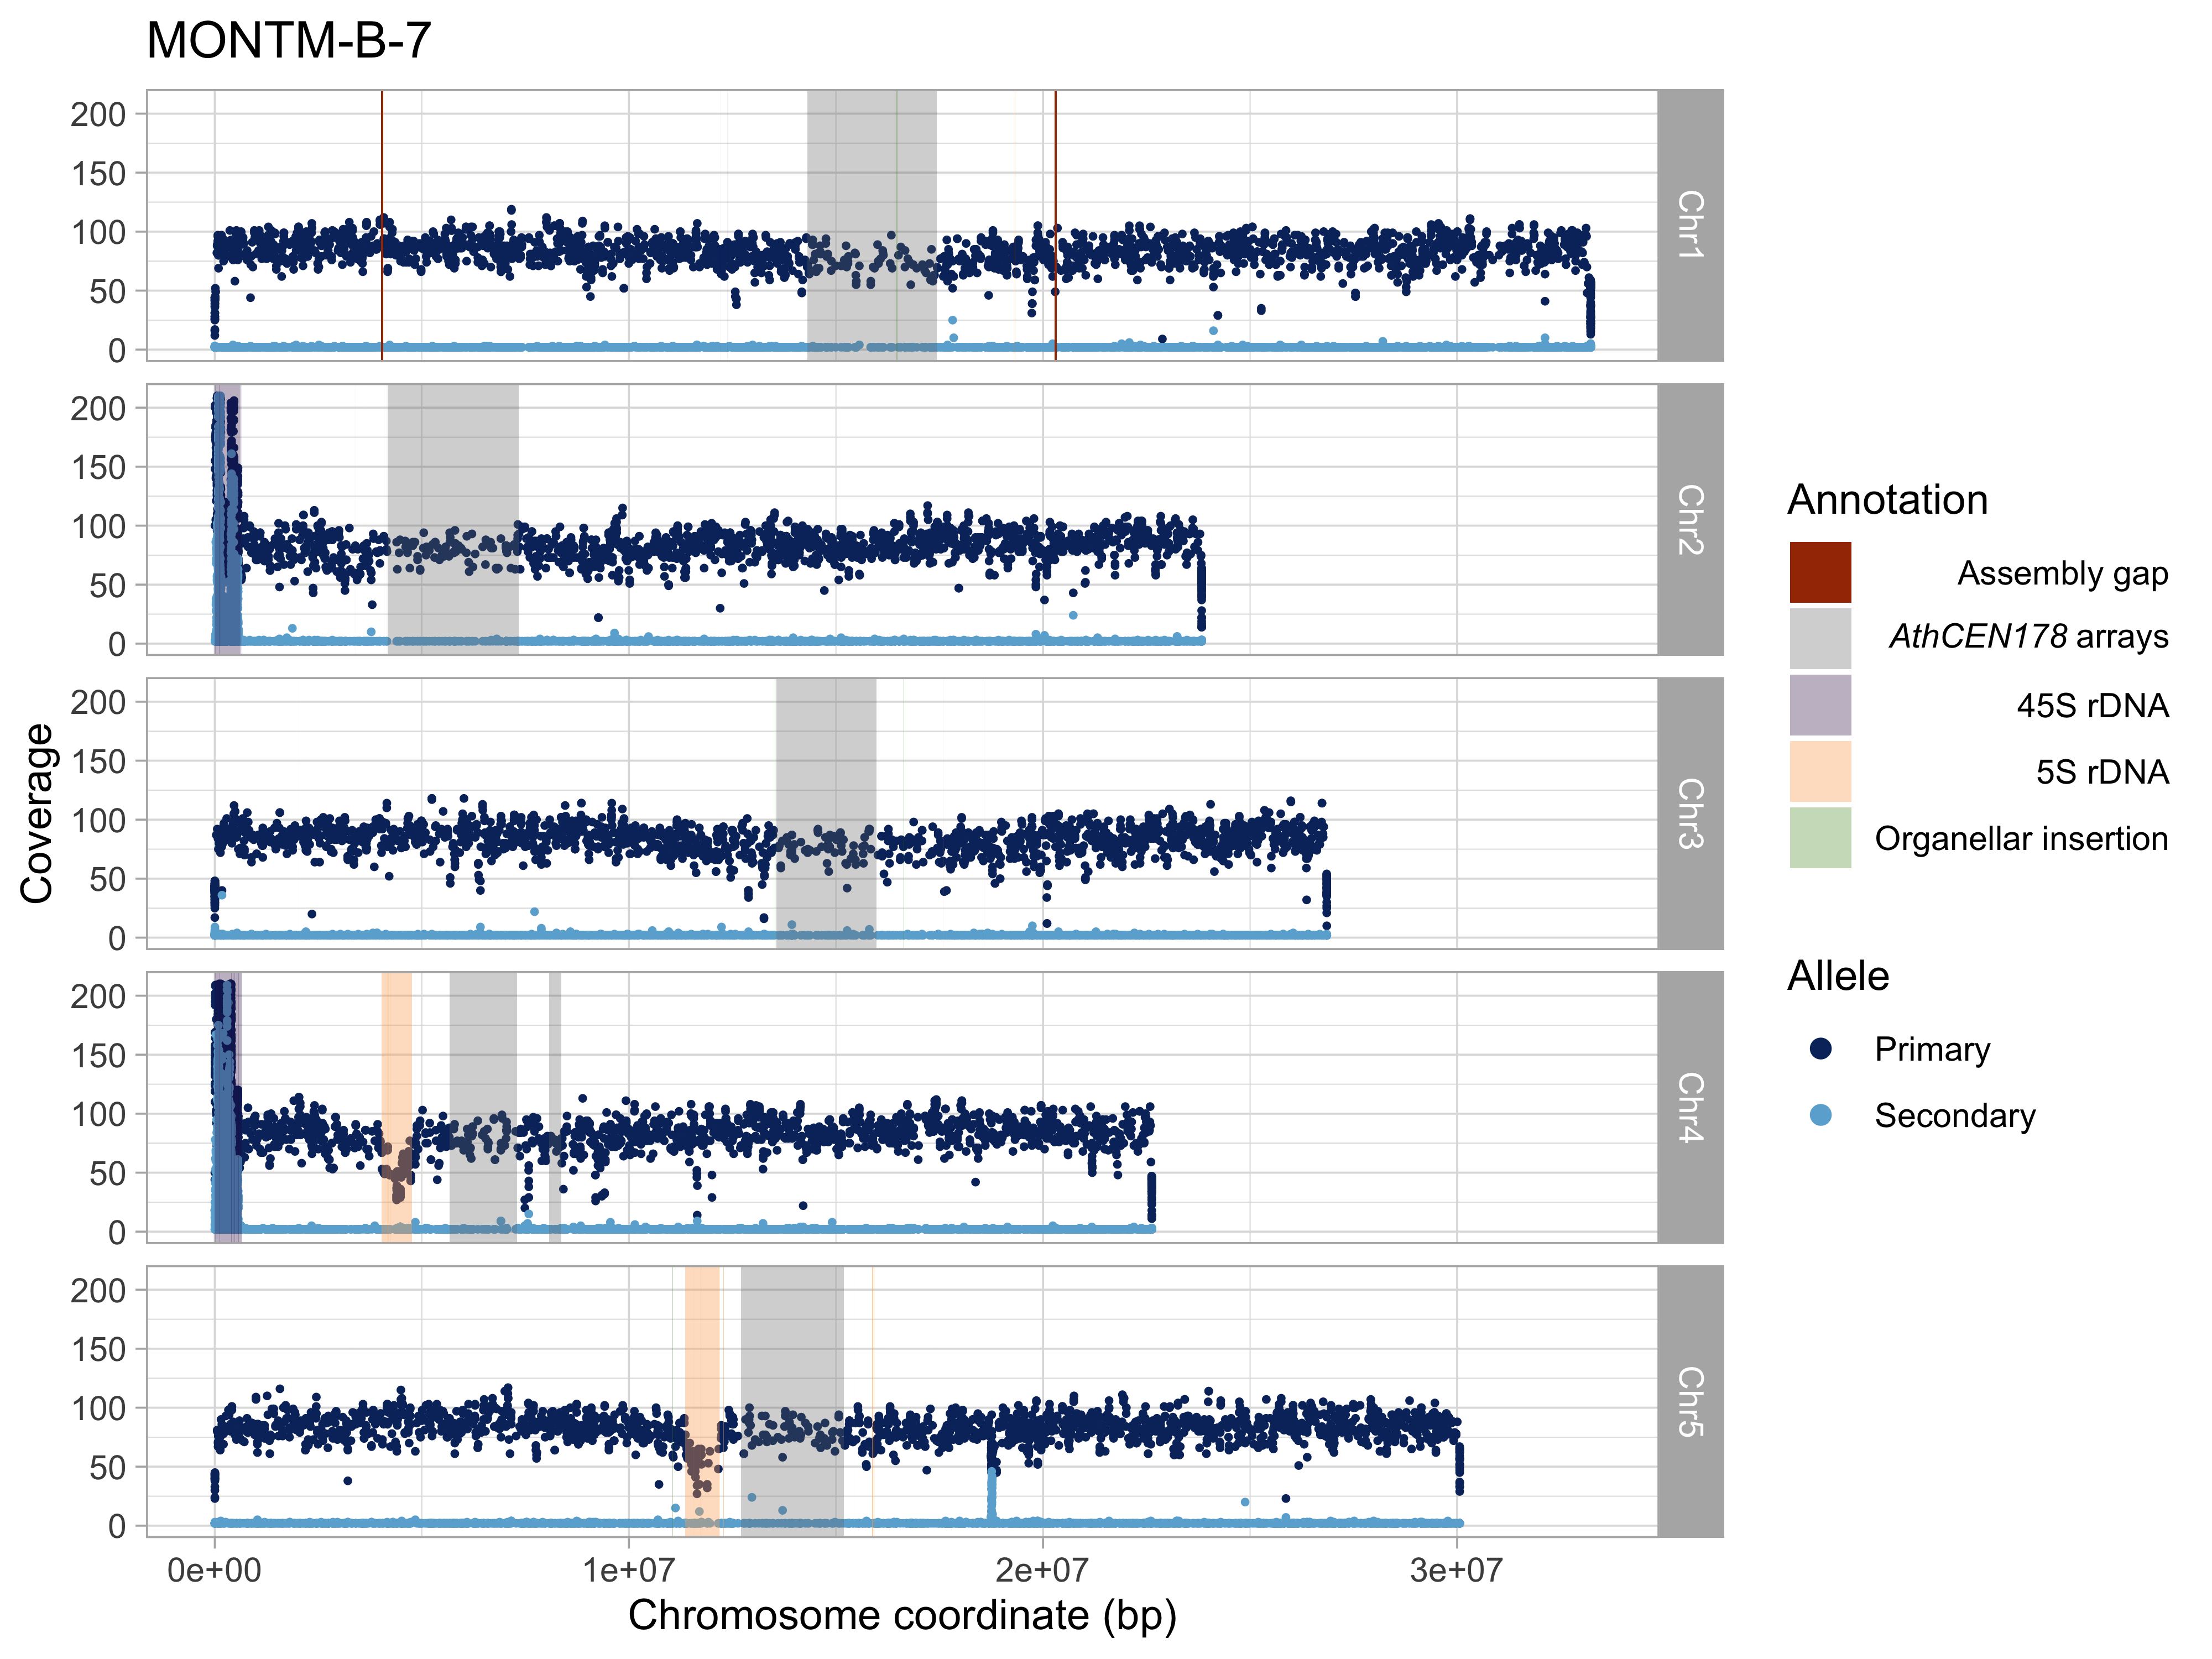 MONTM-B-7
200
150
100
50
0
Chr1
200
150
100
50
0
Chr2
200
150
100
50
0
Chr3
200
150
100
50
0
Chr4
200
150
100
50
0
Chr5
Coverage
0e+00 1e+07 2e+07 3e+07
Chromosome coordinate (bp)
Annotation
Assembly gap
AthCEN178 arrays
45S rDNA
5S rDNA
Organellar insertion
Allele
Primary
Secondary